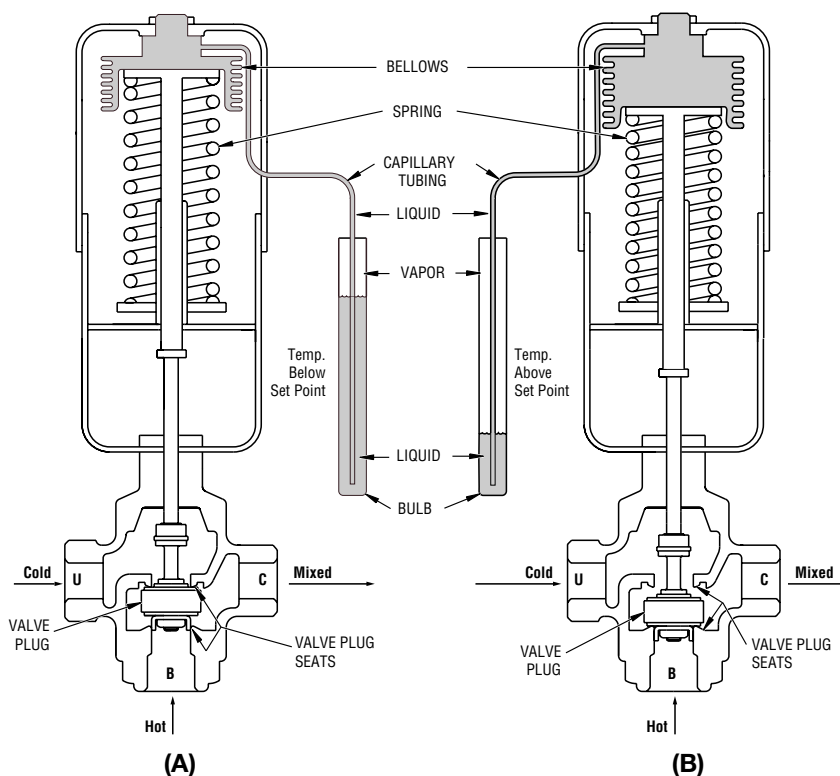 BELLOWS
SPRING
CAPILLARY
TUBING
LIQUID
VAPOR
Temp.
Below
Set Point
Temp.
Above
Set Point
LIQUID
BULB
Cold
U
C
Mixed
VALVE
PLUG
VALVE PLUG
SEATS
B
Hot
(A)
Cold
U
C
Mixed
VALVE
PLUG
VALVE PLUG
SEATS
B
Hot
(B)